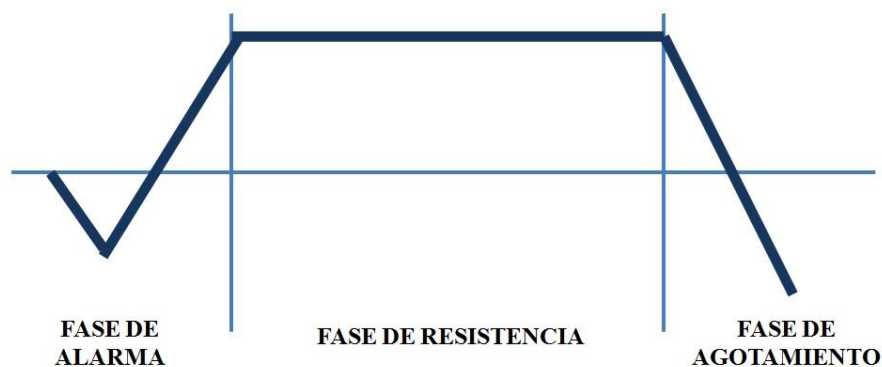 FASE DE
ALARMA
FASE DE RESISTENCIA
FASE DE
AGOTAMIENTO